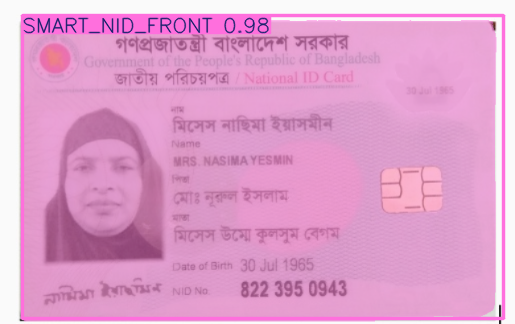 SMART_NID_FRONT 0.98
গণপ্রজাতন্ত্রী বাংলাদেশ সরকার
Government of the People's Republic of Bangladesh
জাতীয় পরিচয়পত্র / National ID Card
30 Jul 1965
নাম
মিসেস নাছিমা ইয়াসমীন
Name
MRS. NASIMA YESMIN
পিতা
মোঃ নূরুল ইসলাম
মাতা
মিসেস উম্মে কুলসুম বেগম
Date of Birth 30 Jul 1965
নাসিমা ইয়াছমিন
NID No. 822 395 0943